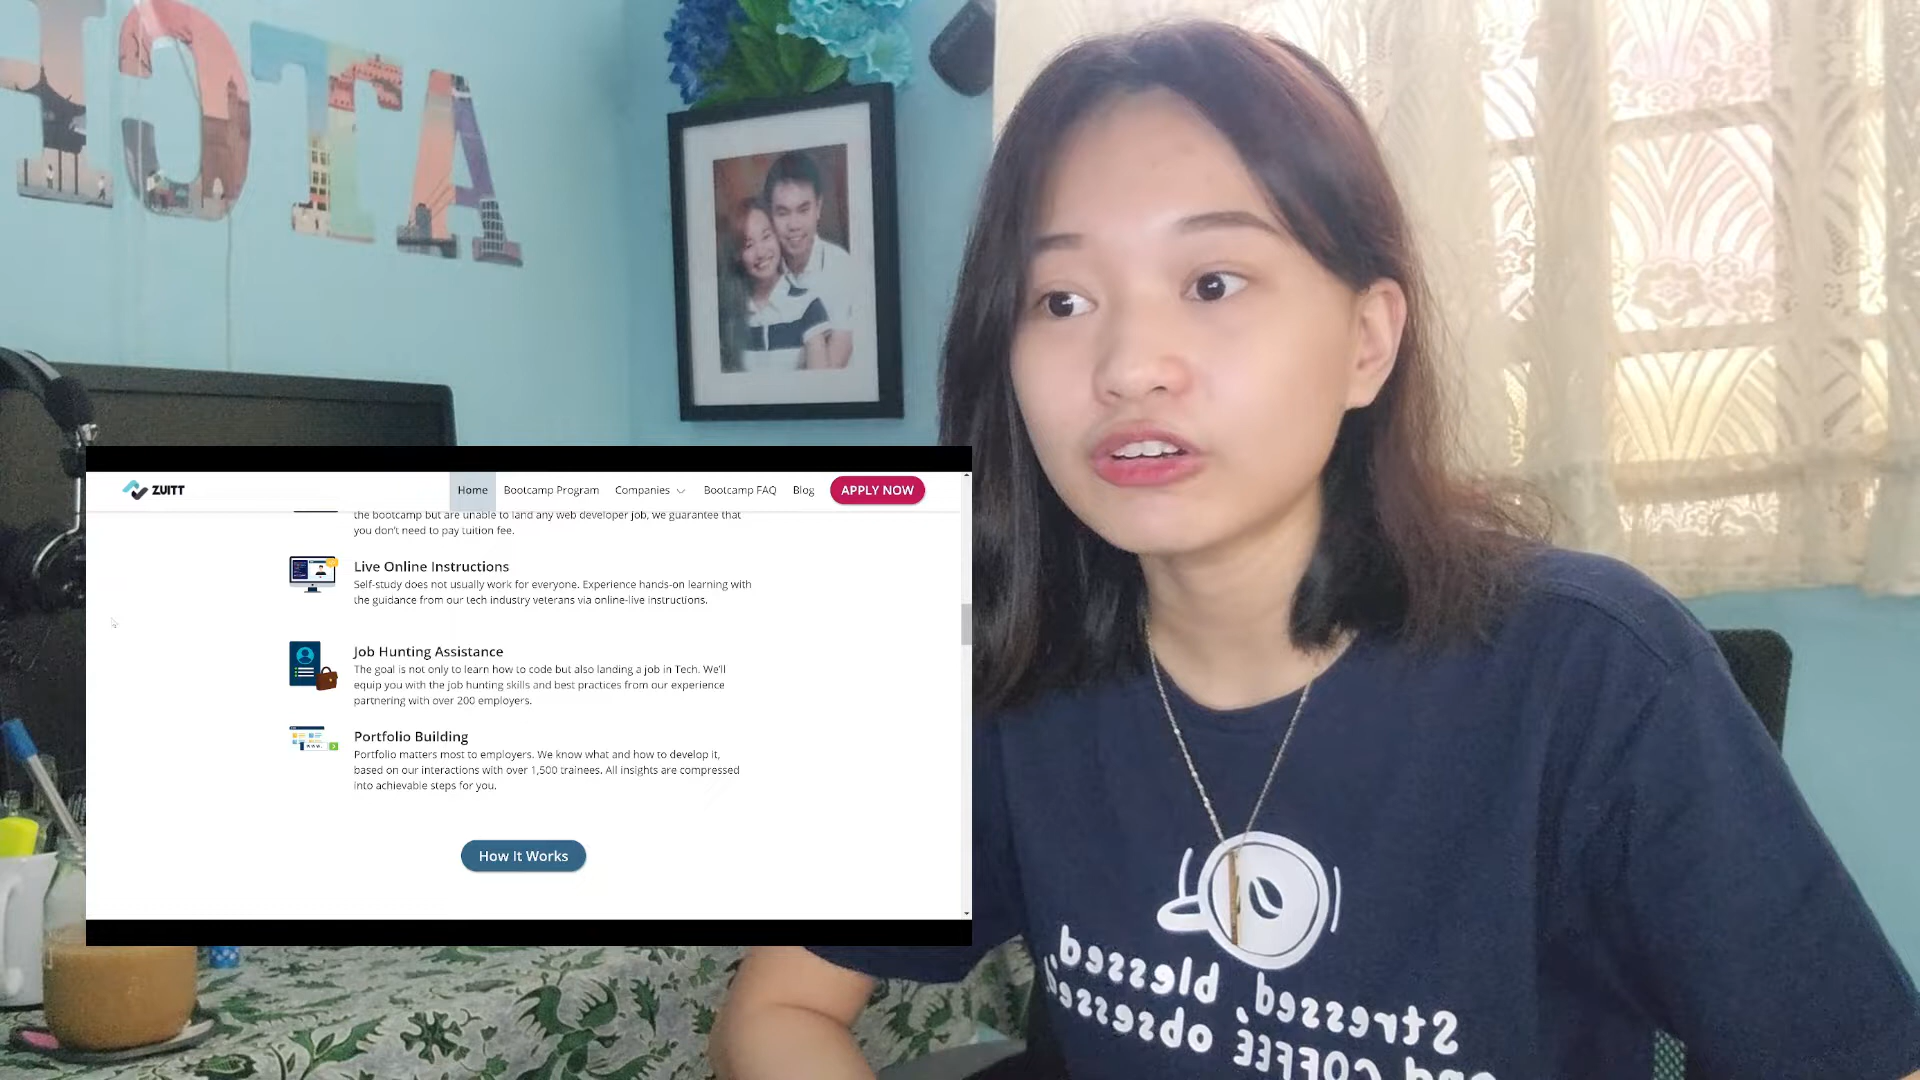 ATCH
ZUITT
Home
Bootcamp Program
Companies
Bootcamp FAQ
Blog
APPLY NOW
the bootcamp but are unable to land any web developer job, we guarantee that
you don't need to pay tuition fee.
Live Online Instructions
Self-study does not usually work for everyone. Experience hands-on learning with
the guidance from our tech industry veterans via online-live instructions.
Job Hunting Assistance
The goal is not only to learn how to code but also landing a job in Tech. We'll
equip you with the job hunting skills and best practices from our experience
partnering with over 200 employers.
Portfolio Building
Portfolio matters most to employers. We know what and how to develop it,
based on our interactions with over 1,500 trainees. All insights are compressed
into achievable steps for you.
How It Works
Stressed, blessed,
and COFFEE obsessed